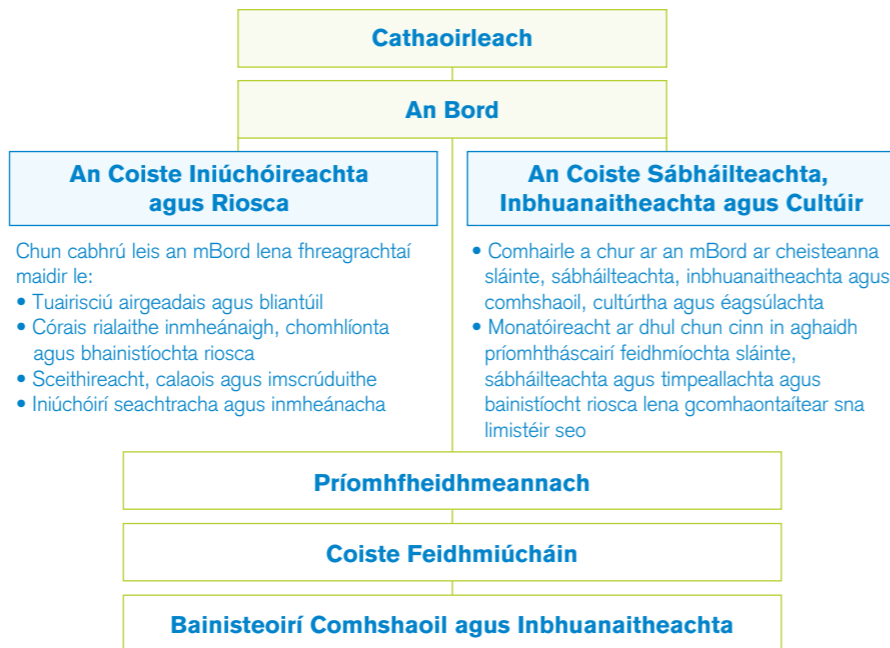 Cathaoirleach
An Bord
An Coiste Iniúchóireachta
agus Riosca
Chun cabhrú leis an mBord lena fhreagrachtaí
maidir le:
• Tuairisciú airgeadais agus bliantúil
• Córais rialaithe inmheánaigh, chomhlíonta
agus bhainistíochta riosca
• Sceithireacht, calaois agus imscrúduithe
• Iniúchóirí seachtracha agus inmheánacha
An Coiste Sábháilteachta,
Inbhuanaitheachta agus Cultúir
• Comhairle a chur ar an mBord ar cheisteanna
sláinte, sábháilteachta, inbhuanaitheachta agus
comhshaoil, cultúrtha agus éagsúlachta
• Monatóireacht ar dhul chun cinn in aghaidh
príomhtháscairí feidhmíochta sláinte,
sábháilteachta agus timpeallachta agus
bainistíocht riosca lena gcomhaontaítear sna
limistéir seo
Príomhfheidhmeannach
Coiste Feidhmiúcháin
Bainisteoirí Comhshaoil agus Inbhuanaitheachta